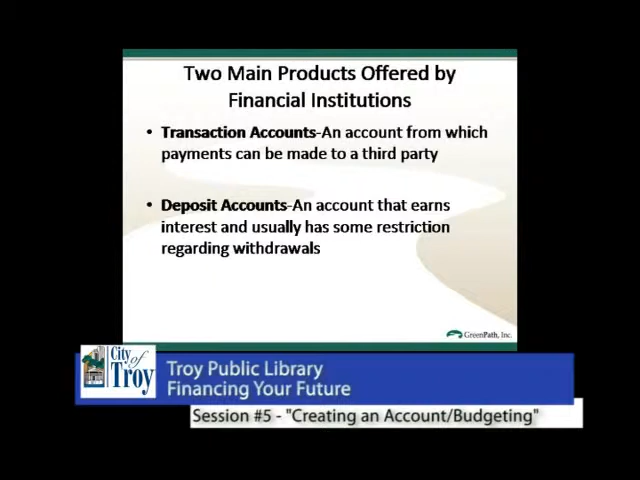 Two Main Products Offered by
Financial Institutions
• Transaction Accounts-An account from which
payments can be made to a third party
• Deposit Accounts-An account that earns
interest and usually has some restriction
regarding withdrawals
GreenPath, Inc.
City of
Troy
Troy Public Library
Financing Your Future
Session #5 - "Creating an Account/Budgeting"